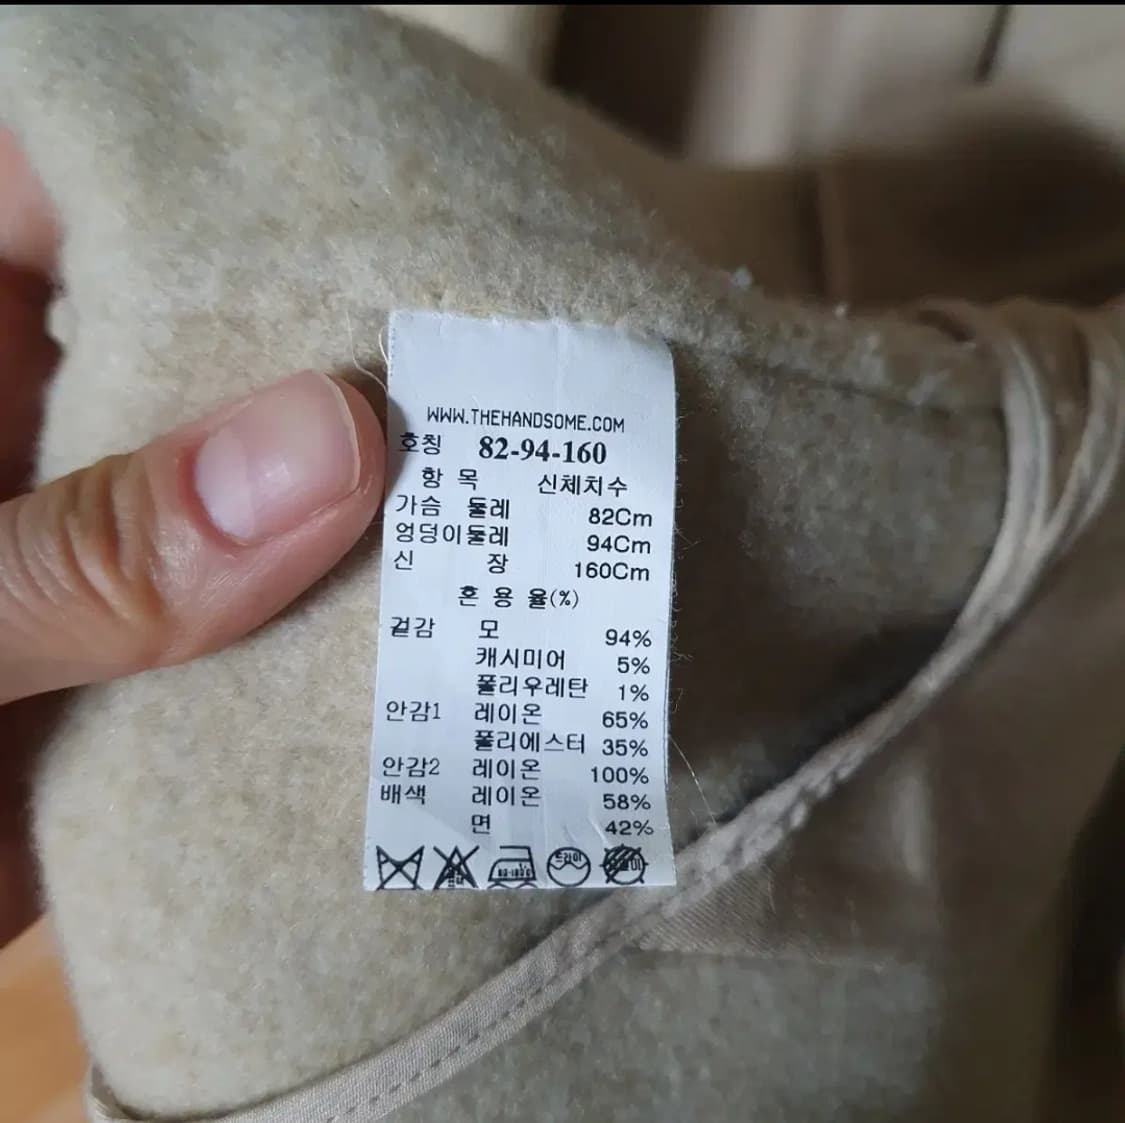 WWW.THEHANDSOME.COM
호칭 82-94-160
항 목 신체치수
가슴 둘레 82Cm
엉덩이둘레 94Cm
신 장 160Cm
혼 용 율(%)
겉감 모 94%
캐시미어 5%
폴리우레탄 1%
안감1 레이온 65%
폴리에스터 35%
안감2 레이온 100%
배색 레이온 58%
면 42%
드라이